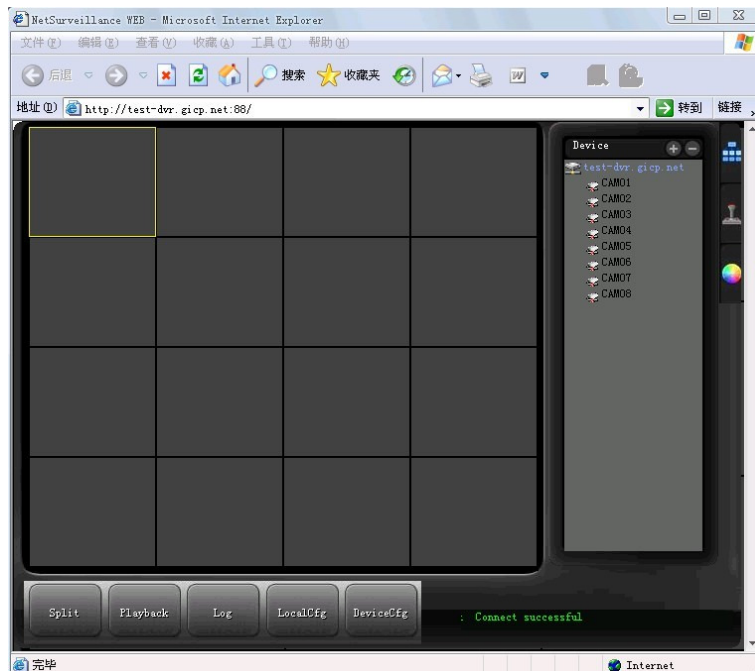 NetSurveillance WEB - Microsoft Internet Explorer
文件(F) 编辑(E) 查看(V) 收藏(A) 工具(T) 帮助(H)
后退 搜索 收藏夹
地址(D) http://test-dvr.gicp.net:88/ 转到 链接
Device
test-dvr.gicp.net
CAM01
CAM02
CAM03
CAM04
CAM05
CAM06
CAM07
CAM08
Split Playback Log LocalCfg DeviceCfg : Connect successful
完毕 Internet